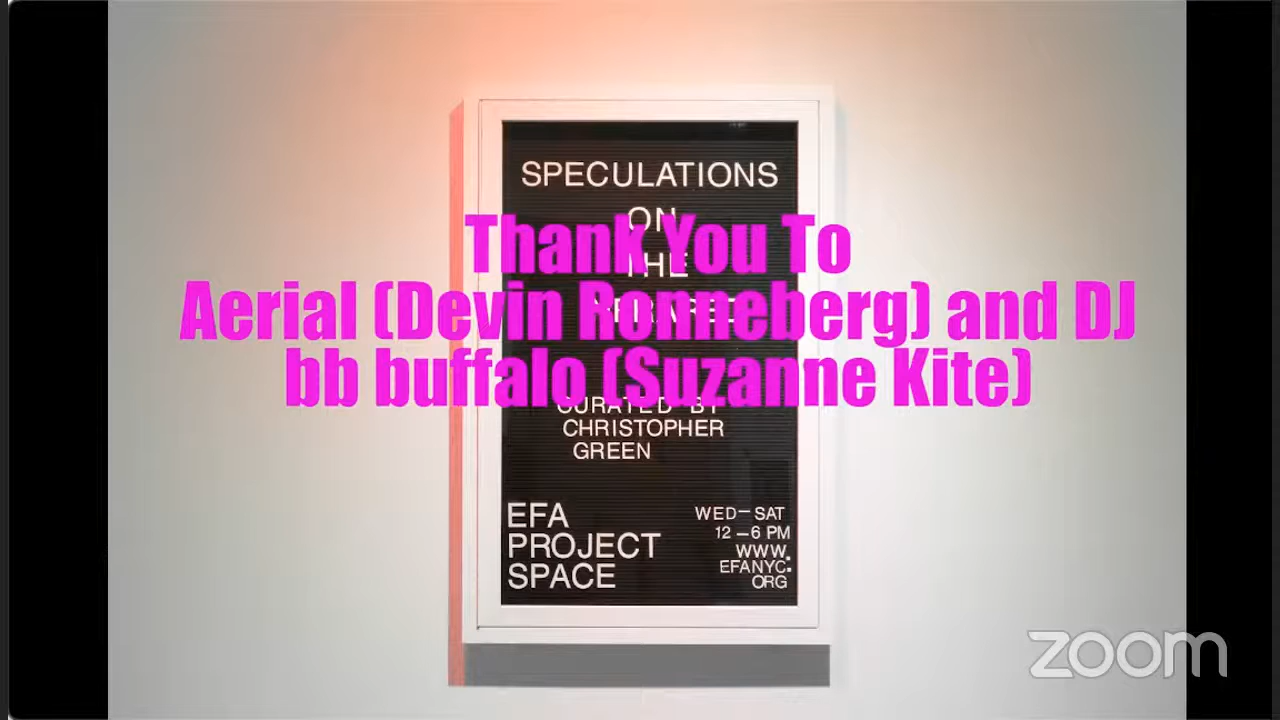 SPECULATIONS
ON
THE
Thank You To
Aerial (Devin Ronneberg) and DJ
bb buffalo (Suzanne Kite)
CURATED BY
CHRISTOPHER
GREEN
EFA
PROJECT
SPACE
WED–SAT
12–6 PM
WWW.
EFANYC.
ORG
zoom